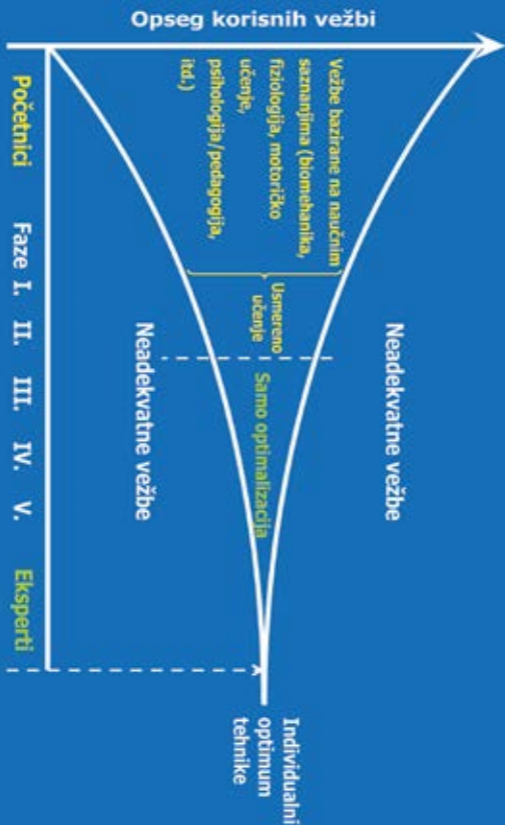 Opseg korisnih vežbi
Vežbe bazirane na naučnim
saznanjima (biomehanika,
fiziologija, motoričko
učenje,
psihologija/pedagogija,
itd.)
Usmereno
učenje
Samo optimalizacija
Neadekvatne vežbe
Neadekvatne vežbe
Individualni
optimum
tehnike
Početnici Faze I. II. III. IV. V. Eksperti